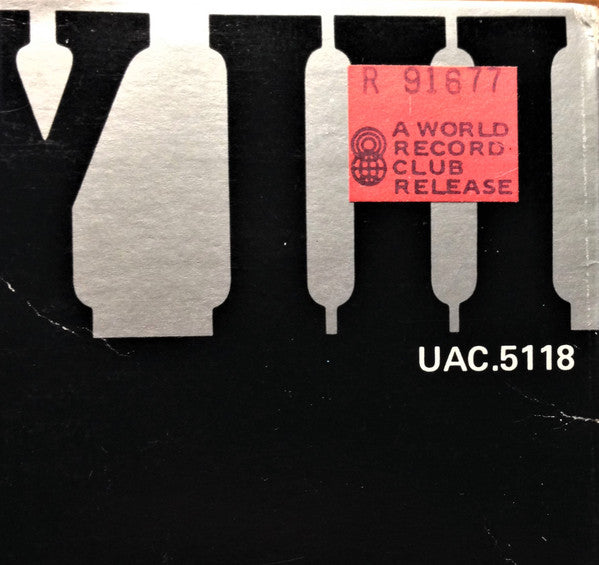 R 91677
A WORLD
RECORD
CLUB
RELEASE
UAC.5118